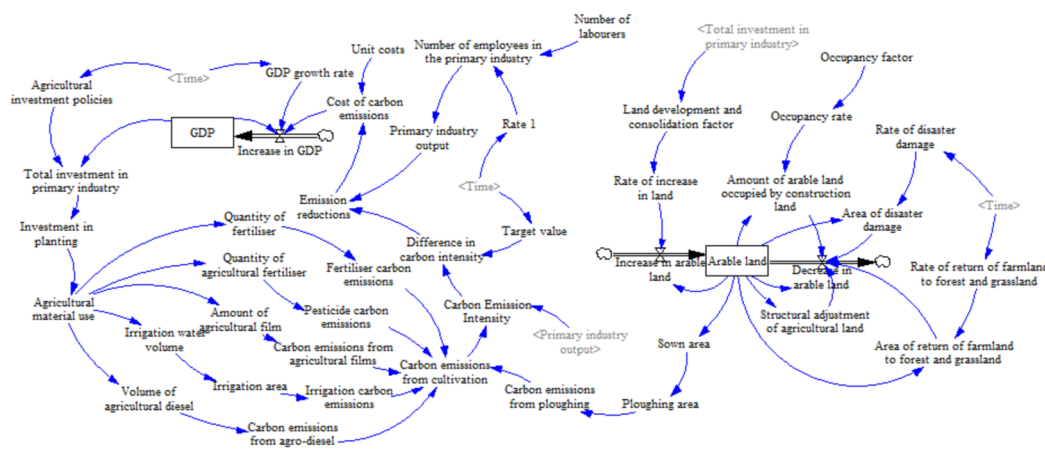 Number of
labourers
Unit costs
Number of employees in
the primary industry
<Total investment in
primary industry>
Occupancy factor
<Time>
GDP growth rate
Agricultural
investment policies
Cost of carbon
emissions
GDP
Increase in GDP
Primary industry
output
Rate 1
Land development and
consolidation factor
Occupancy rate
Rate of disaster
damage
Total investment in
primary industry
<Time>
Emission
reductions
Rate of increase
in land
Amount of arable land
occupied by construction
land
<Time>
Investment in
planting
Quantity of
fertiliser
Difference in
carbon intensity
Target value
Area of disaster
damage
Quantity of
agricultural fertiliser
Fertiliser carbon
emissions
Increase in arable
land
Arable land
Decrease in
arable land
Rate of return of farmland
to forest and grassland
Agricultural
material use
Amount of
agricultural film
Pesticide carbon
emissions
Carbon Emission
Intensity
Structural adjustment
of agricultural land
Irrigation water
volume
Carbon emissions from
agricultural films
<Primary industry
output>
Sown area
Area of return of farmland
to forest and grassland
Carbon emissions
from cultivation
Irrigation area
Irrigation carbon
emissions
Carbon emissions
from ploughing
Ploughing area
Volume of
agricultural diesel
Carbon emissions
from agro-diesel